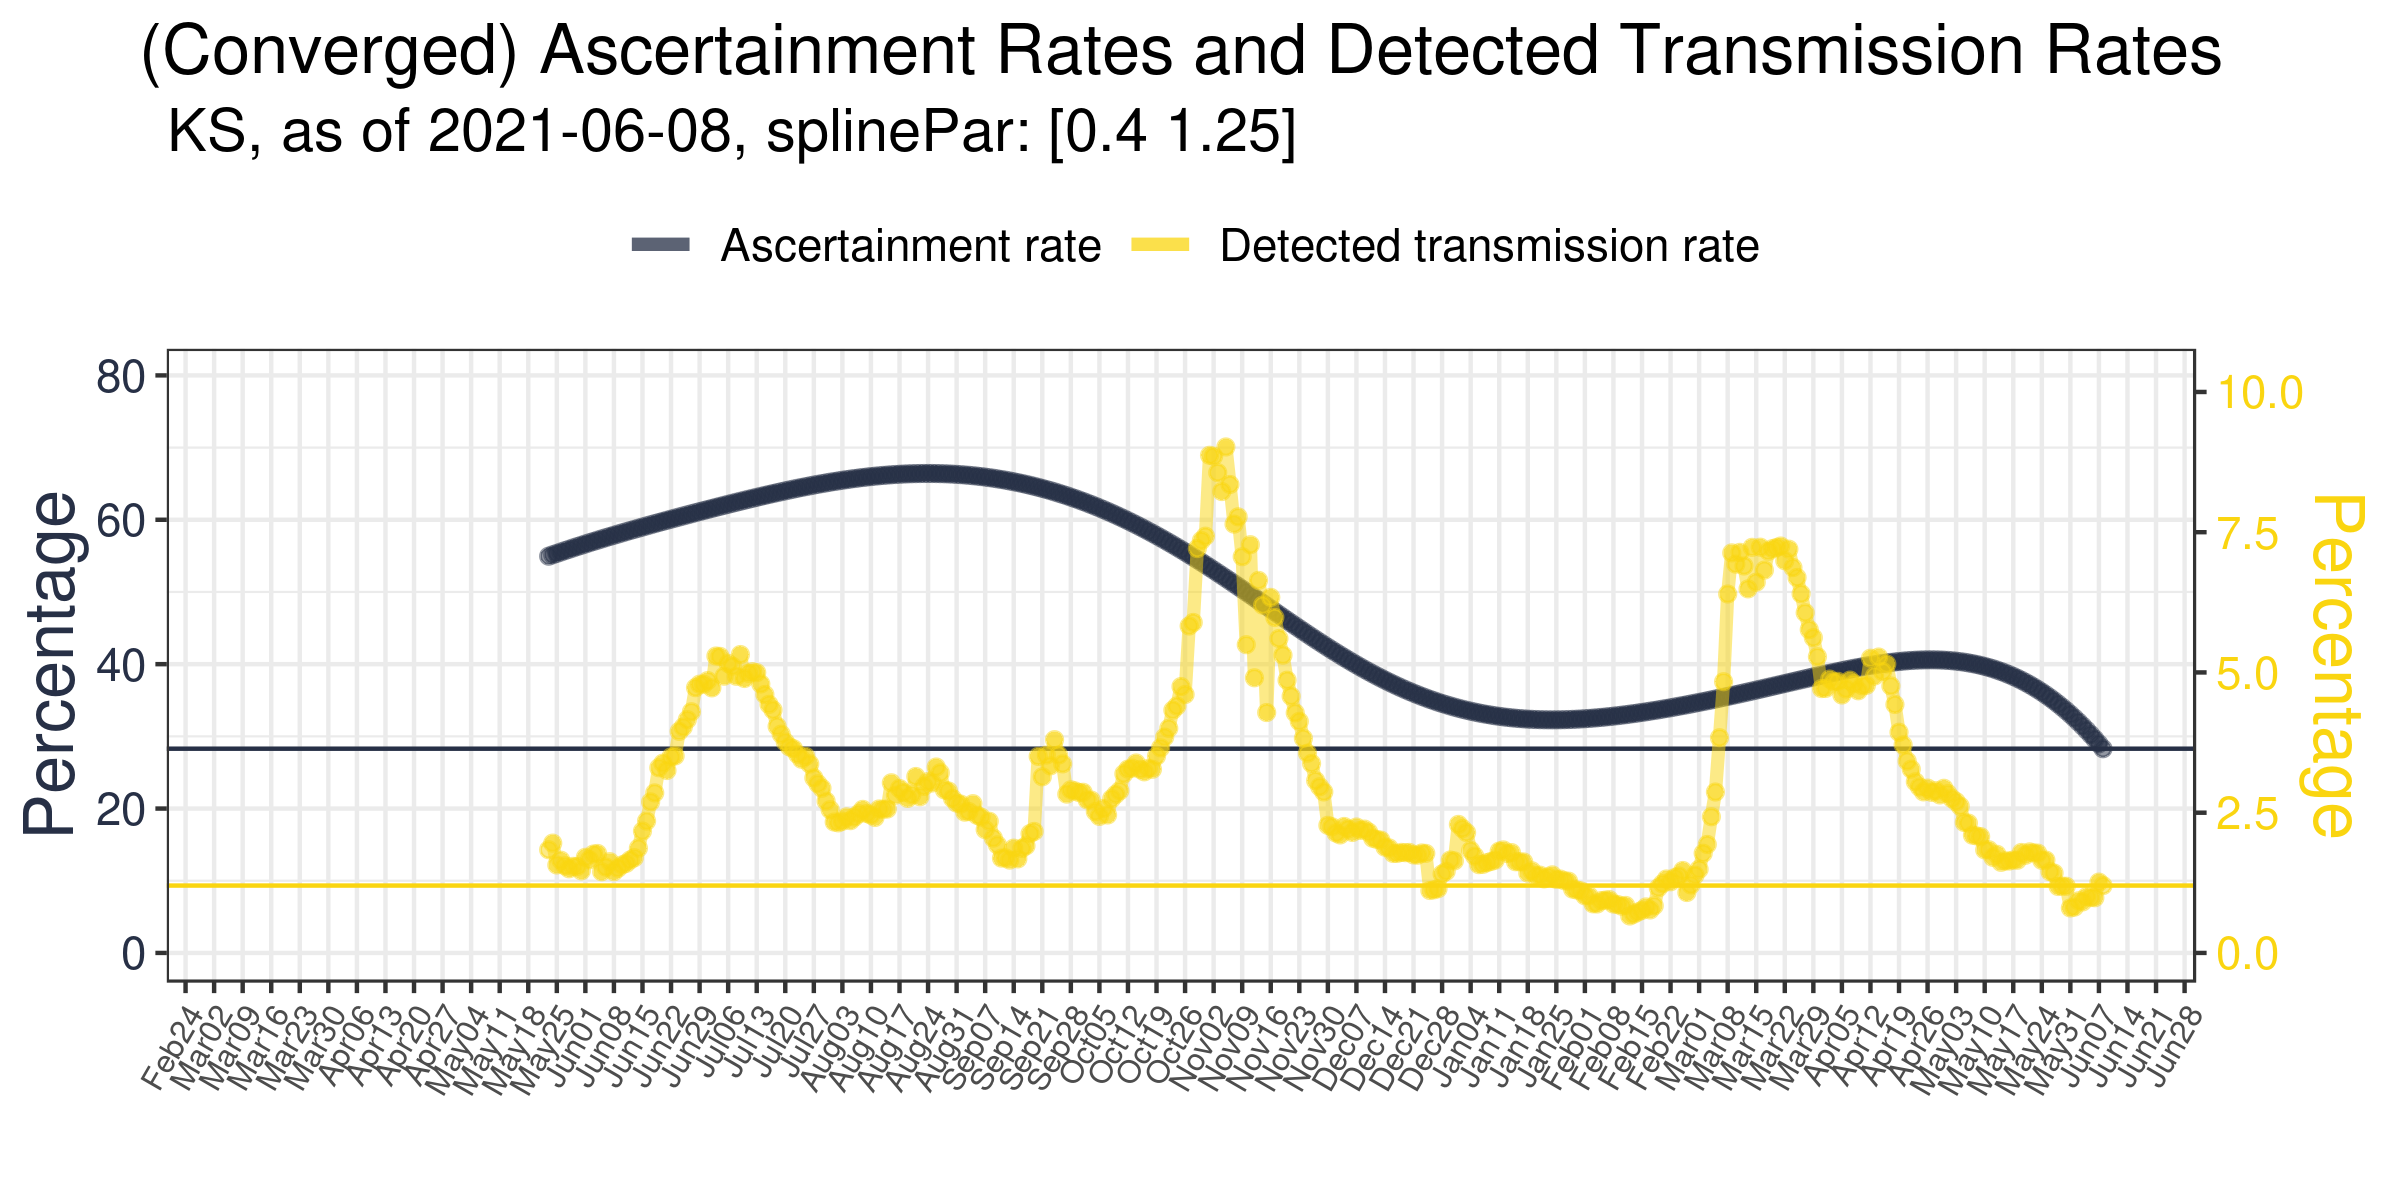 (Converged) Ascertainment Rates and Detected Transmission Rates
KS, as of 2021-06-08, splinePar: [0.4 1.25]
Ascertainment rate
Detected transmission rate
Percentage
80
60
40
20
0
10.0
7.5
5.0
2.5
0.0
Percentage
Feb24
Mar02
Mar09
Mar16
Mar23
Mar30
Apr06
Apr13
Apr20
Apr27
May04
May11
May18
May25
Jun01
Jun08
Jun15
Jun22
Jun29
Jul06
Jul13
Jul20
Jul27
Aug03
Aug10
Aug17
Aug24
Aug31
Sep07
Sep14
Sep21
Sep28
Oct05
Oct12
Oct19
Oct26
Nov02
Nov09
Nov16
Nov23
Nov30
Dec07
Dec14
Dec21
Dec28
Jan04
Jan11
Jan18
Jan25
Feb01
Feb08
Feb15
Feb22
Mar01
Mar08
Mar15
Mar22
Mar29
Apr05
Apr12
Apr19
Apr26
May03
May10
May17
May24
May31
Jun07
Jun14
Jun21
Jun28